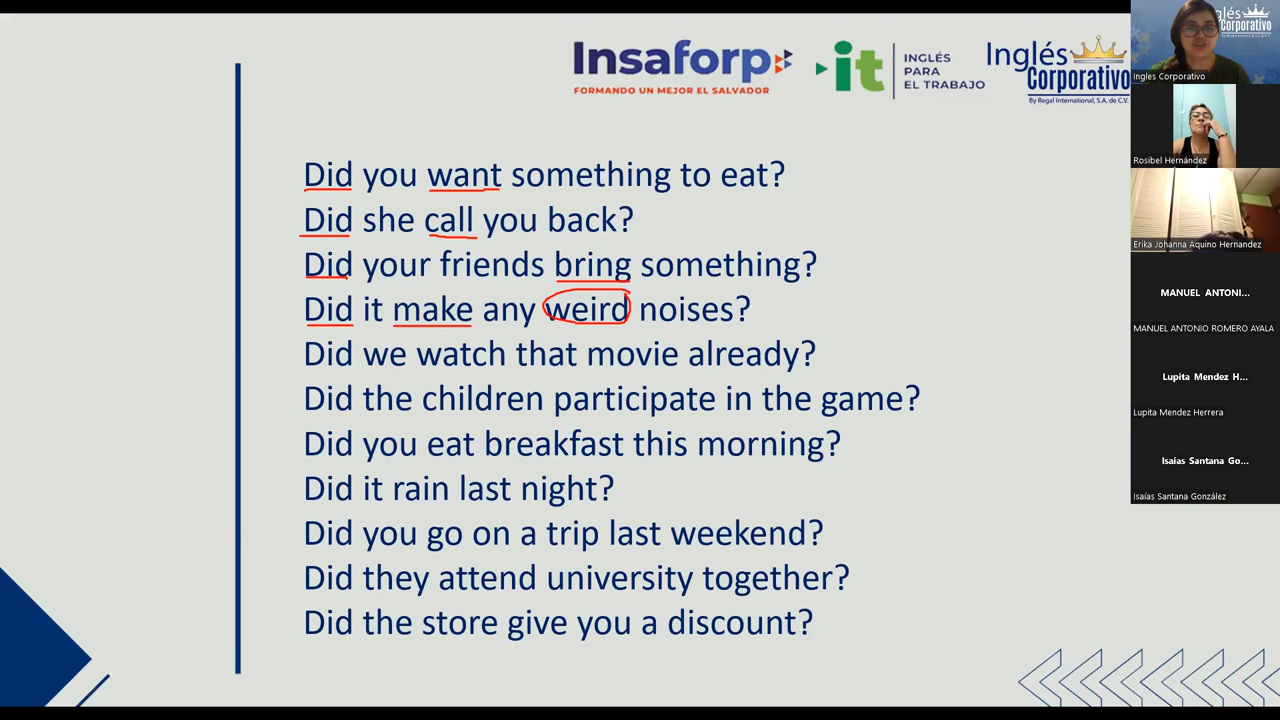 Insaforp
FORMANDO UN MEJOR EL SALVADOR
it
INGLÉS
PARA
EL TRABAJO
Inglés
Corporativo
By Regal International, S.A. de C.V.
Did you want something to eat?
Did she call you back?
Did your friends bring something?
Did it make any weird noises?
Did we watch that movie already?
Did the children participate in the game?
Did you eat breakfast this morning?
Did it rain last night?
Did you go on a trip last weekend?
Did they attend university together?
Did the store give you a discount?
glés
Corporativo
Ingles Corporativo
Rosibel Hernández
Erika Johanna Aquino Hernandez
MANUEL ANTONI...
MANUEL ANTONIO ROMERO AYALA
Lupita Mendez H...
Lupita Mendez Herrera
Isaías Santana Go...
Isaías Santana González